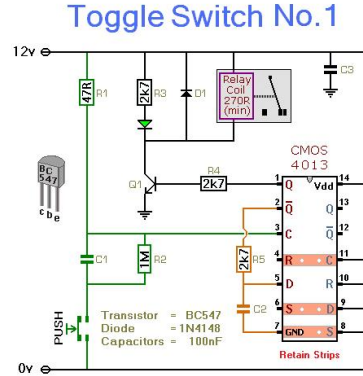 Toggle Switch No.1
12v
47R R1
2k7 R3
D1
Relay
Coil
270R
(min)
C3
CMOS
4013
BC
547
c b e
Q1
R4
2k7
1 Q Vdd 14
2 Q Q 13
3 C Q 12
4 R C 11
5 D R 10
6 S D 9
7 GND S 8
2k7 R5
C1
1M R2
C2
PUSH
Transistor = BC547
Diode = 1N4148
Capacitors = 100nF
Retain Strips
0v